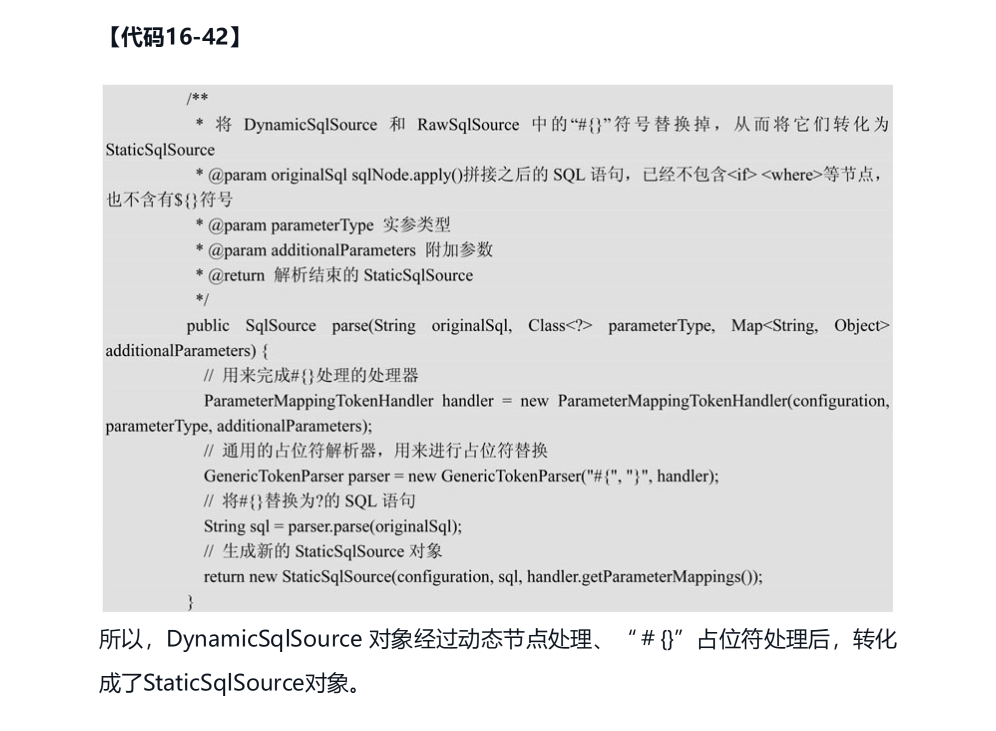 【代码16-42】
/**
* 将 DynamicSqlSource 和 RawSqlSource 中的“#{}”符号替换掉，从而将它们转化为
StaticSqlSource
* @param originalSql sqlNode.apply()拼接之后的 SQL 语句，已经不包含<if> <where>等节点，
也不含有${}符号
* @param parameterType 实参类型
* @param additionalParameters 附加参数
* @return 解析结束的 StaticSqlSource
*/
public SqlSource parse(String originalSql, Class<?> parameterType, Map<String, Object>
additionalParameters) {
// 用来完成#{}处理的处理器
ParameterMappingTokenHandler handler = new ParameterMappingTokenHandler(configuration,
parameterType, additionalParameters);
// 通用的占位符解析器，用来进行占位符替换
GenericTokenParser parser = new GenericTokenParser("#{", "}", handler);
// 将#{}替换为?的 SQL 语句
String sql = parser.parse(originalSql);
// 生成新的 StaticSqlSource 对象
return new StaticSqlSource(configuration, sql, handler.getParameterMappings());
}
所以，DynamicSqlSource 对象经过动态节点处理、“＃{}”占位符处理后，转化
成了StaticSqlSource对象。